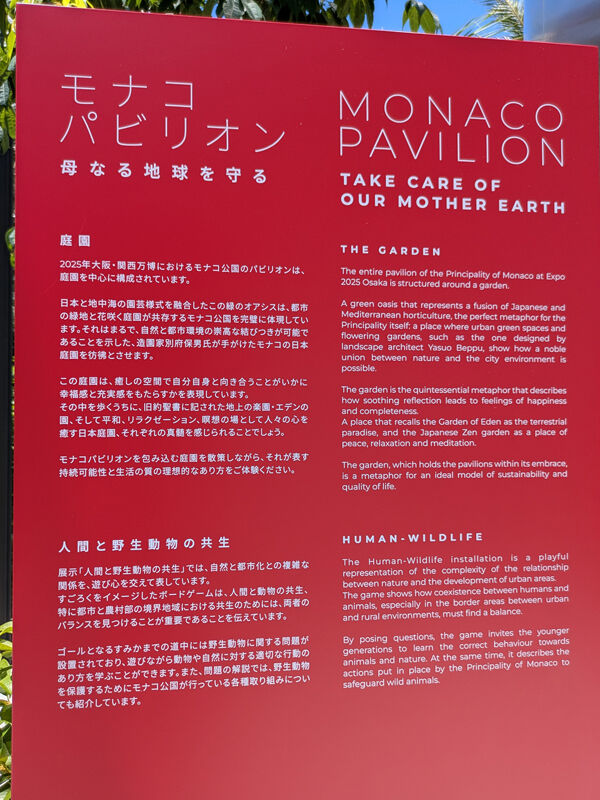 モナコ
パビリオン
母なる地球を守る
庭園
2025年大阪・関西万博におけるモナコ公国のパビリオンは、
庭園を中心に構成されています。
日本と地中海の園芸様式を融合したこの緑のオアシスは、都市
の緑地と花咲く庭園が共存するモナコ公国を完璧に体現してい
ます。それはまるで、自然と都市環境の崇高な結びつきが可能であ
ることを示した、造園家別府保男氏が手がけたモナコの日本
庭園を彷彿とさせます。
この庭園は、癒しの空間で自分自身と向き合うことがいかに
幸福感と充実感をもたらすかを表現しています。
その中を歩くうちに、旧約聖書に記された地上の楽園・エデンの
園、そして平和、リラクゼーション、瞑想の場として人々の心を
癒す日本庭園、それぞれの真髄を感じられることでしょう。
モナコパビリオンを包み込む庭園を散策しながら、それが表す
持続可能性と生活の質の理想的なあり方をご体験ください。
人間と野生動物の共生
展示「人間と野生動物の共生」では、自然と都市化との複雑な
関係を、遊び心を交えて表しています。
すごろくをイメージしたボードゲームは、人間と動物の共生、
特に都市と農村部の境界地域における共生のためには、両者の
バランスを見つけることが重要であることを伝えています。
ゴールとなるすみかまでの道中には野生動物に関する問題が
設置されており、遊びながら動物や自然に対する適切な行動の
あり方を学ぶことができます。また、問題の解説では、野生動物
を保護するためにモナコ公国が行っている各種取り組みについ
ても紹介しています。
MONACO
PAVILION
TAKE CARE OF
OUR MOTHER EARTH
THE GARDEN
The entire pavilion of the Principality of Monaco at Expo
2025 Osaka is structured around a garden.
A green oasis that represents a fusion of Japanese and
Mediterranean horticulture, the perfect metaphor for the
Principality itself: a place where urban green spaces and
flowering gardens, such as the one designed by
landscape architect Yasuo Beppu, show how a noble
union between nature and the city environment is
possible.
The garden is the quintessential metaphor that describes
how soothing reflection leads to feelings of happiness
and completeness.
A place that recalls the Garden of Eden as the terrestrial
paradise, and the Japanese Zen garden as a place of
peace, relaxation and meditation.
The garden, which holds the pavilions within its embrace,
is a metaphor for an ideal model of sustainability and
quality of life.
HUMAN-WILDLIFE
The Human-Wildlife installation is a playful
representation of the complexity of the relationship
between nature and the development of urban areas.
The game shows how coexistence between humans and
animals, especially in the border areas between urban
and rural environments, must find a balance.
By posing questions, the game invites the younger
generations to learn the correct behaviour towards
animals and nature. At the same time, it describes the
actions put in place by the Principality of Monaco to
safeguard wild animals.